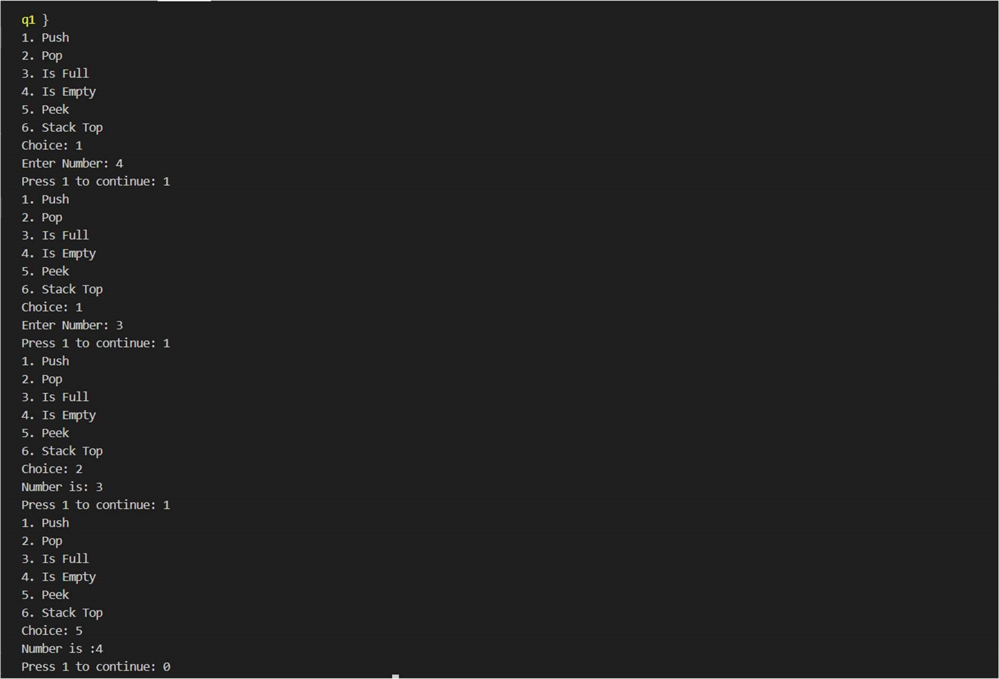 q1 }
1. Push
2. Pop
3. Is Full
4. Is Empty
5. Peek
6. Stack Top
Choice: 1
Enter Number: 4
Press 1 to continue: 1
1. Push
2. Pop
3. Is Full
4. Is Empty
5. Peek
6. Stack Top
Choice: 1
Enter Number: 3
Press 1 to continue: 1
1. Push
2. Pop
3. Is Full
4. Is Empty
5. Peek
6. Stack Top
Choice: 2
Number is: 3
Press 1 to continue: 1
1. Push
2. Pop
3. Is Full
4. Is Empty
5. Peek
6. Stack Top
Choice: 5
Number is :4
Press 1 to continue: 0